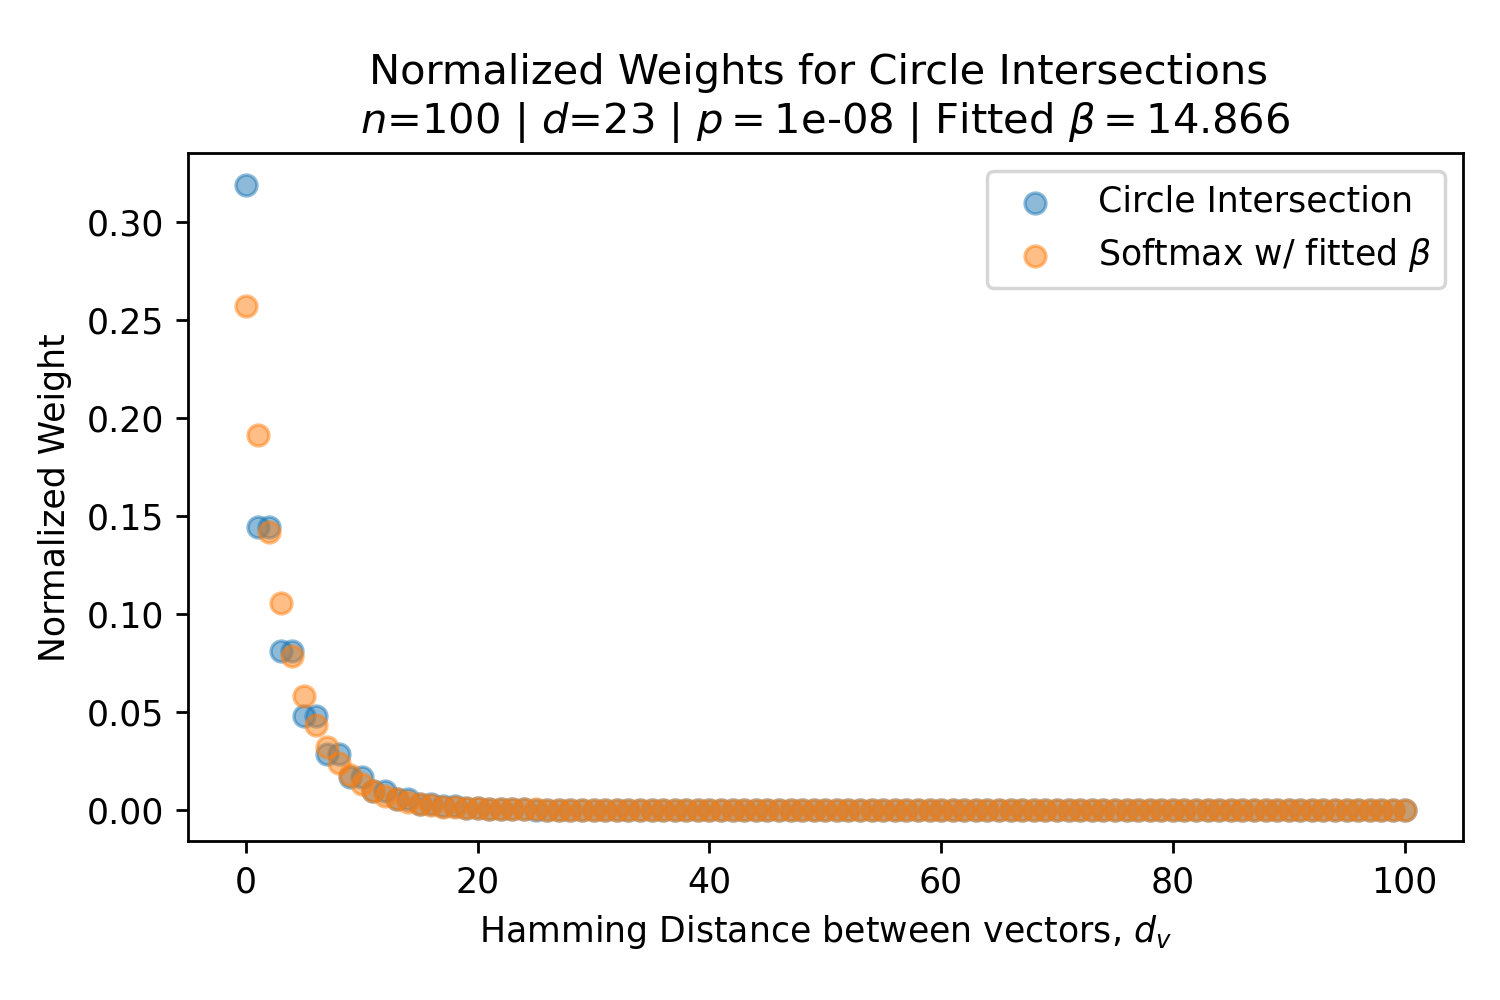 Normalized Weights for Circle Intersections
n=100 | d=23 | p = 1e-08 | Fitted β = 14.866
Circle Intersection
Softmax w/ fitted β
Normalized Weight
0.30
0.25
0.20
0.15
0.10
0.05
0.00
0 20 40 60 80 100
Hamming Distance between vectors, d_v